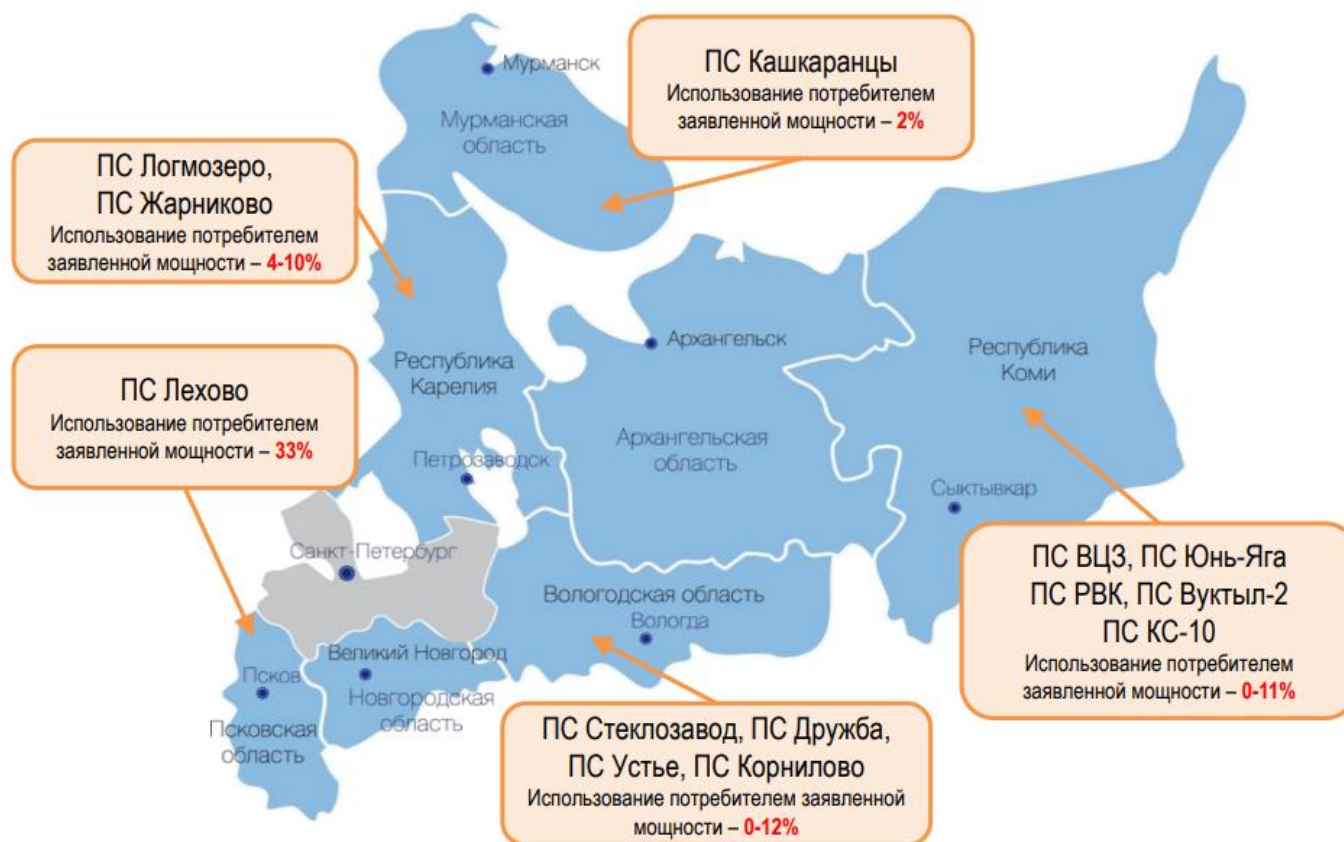 Мурманск
Мурманская
область
ПС Кашкаранцы
Использование потребителем
заявленной мощности – 2%
ПС Логмозеро,
ПС Жарниково
Использование потребителем
заявленной мощности – 4-10%
Республика
Карелия
Архангельск
Республика
Коми
ПС Лехово
Использование потребителем
заявленной мощности – 33%
Архангельская
область
Петрозаводск
Сыктывкар
Санкт-Петербург
ПС ВЦЗ, ПС Юнь-Яга
ПС РВК, ПС Вуктыл-2
ПС КС-10
Использование потребителем
заявленной мощности – 0-11%
Вологодская область
Вологда
Великий Новгород
Новгородская
область
Псков
Псковская
область
ПС Стеклозавод, ПС Дружба,
ПС Устье, ПС Корнилово
Использование потребителем заявленной
мощности – 0-12%